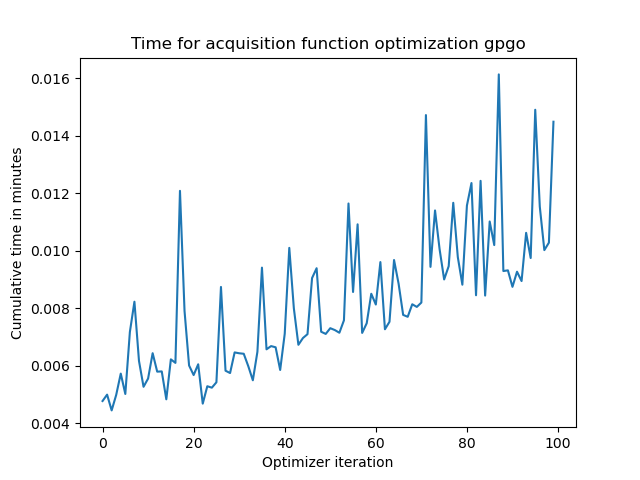 Time for acquisition function optimization gpgo
0.016
0.014
0.012
0.010
0.008
0.006
0.004
Cumulative time in minutes
0 20 40 60 80 100
Optimizer iteration